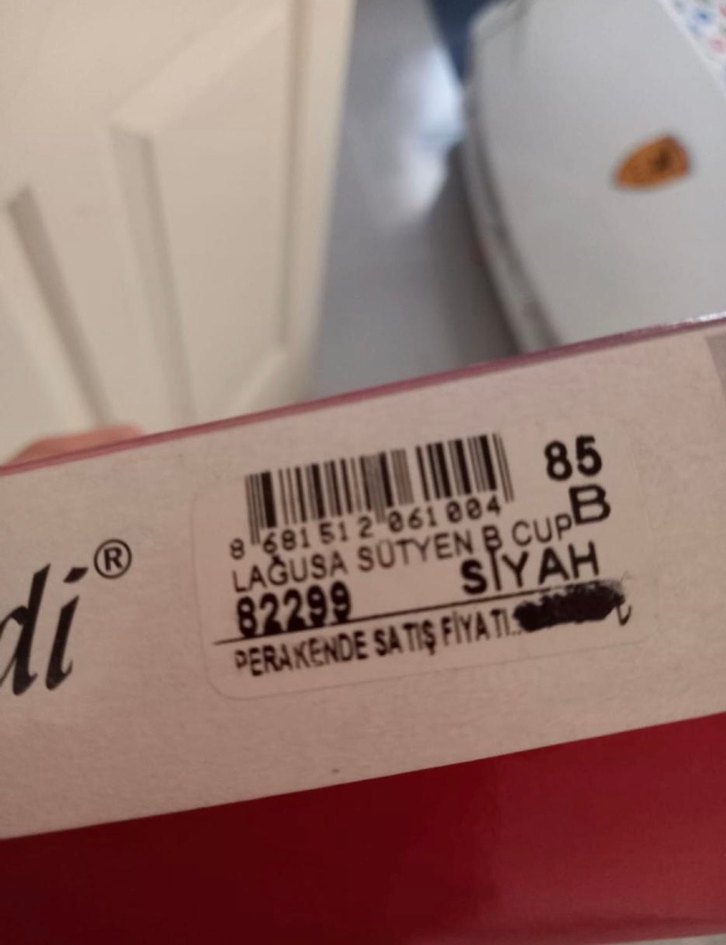 85
B
8 681512 061004
LAGUSA SÜTYEN B CUP
82299 SİYAH
PERAKENDE SATIŞ FİYATI..
di®